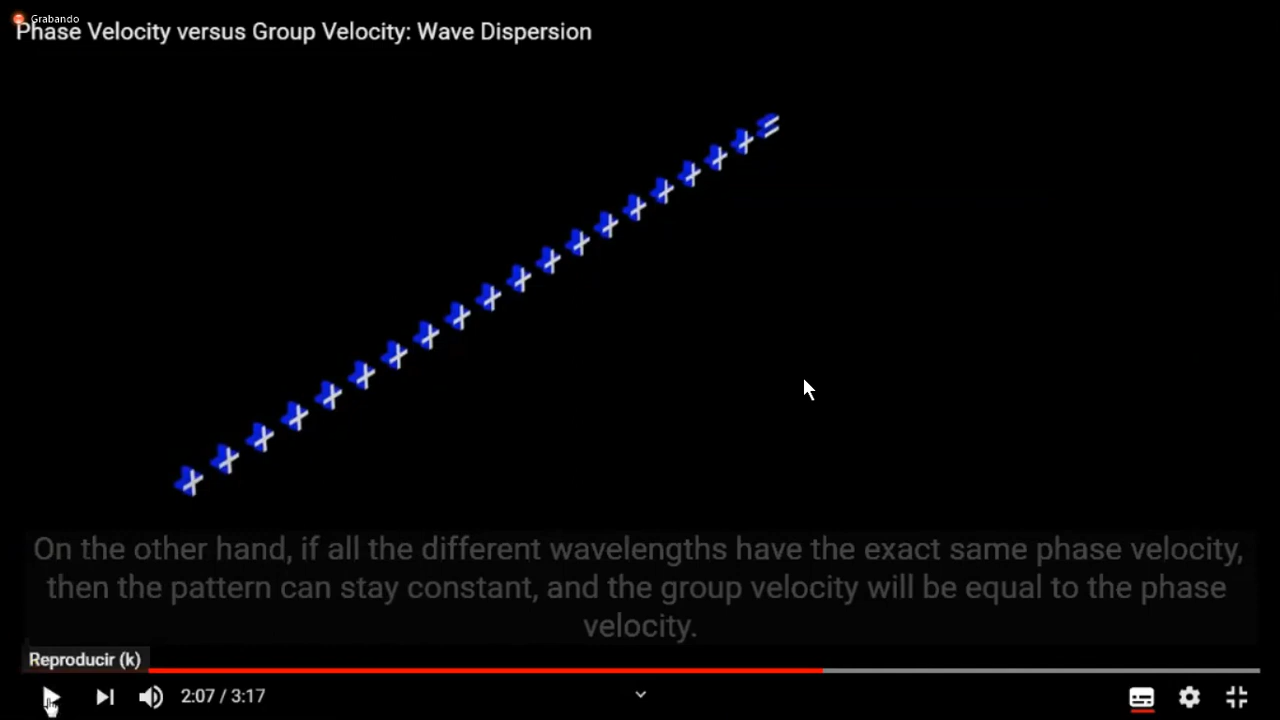 Grabando
Phase Velocity versus Group Velocity: Wave Dispersion
+ + + + + + + + + + + + + + + + + + =
On the other hand, if all the different wavelengths have the exact same phase velocity,
then the pattern can stay constant, and the group velocity will be equal to the phase
velocity.
Reproducir (k)
2:07 / 3:17